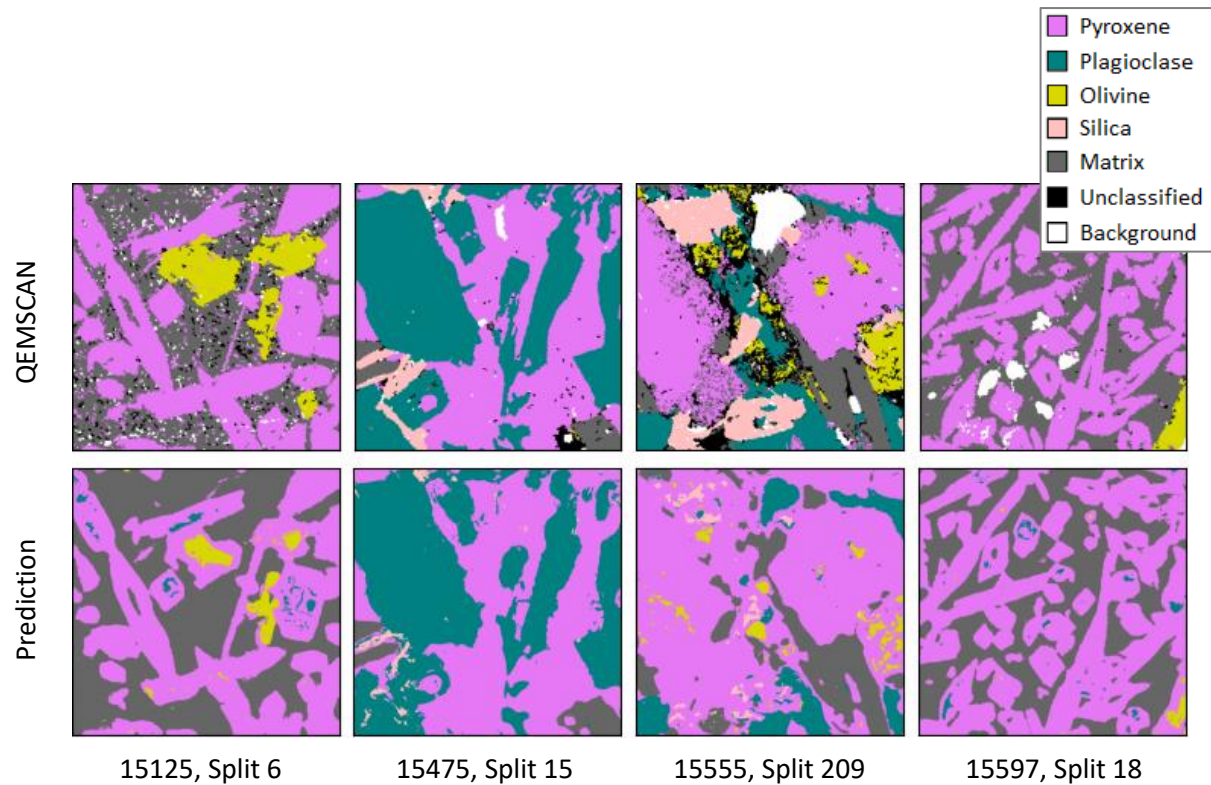 Pyroxene
Plagioclase
Olivine
Silica
Matrix
Unclassified
Background
QEMSCAN
Prediction
15125, Split 6
15475, Split 15
15555, Split 209
15597, Split 18